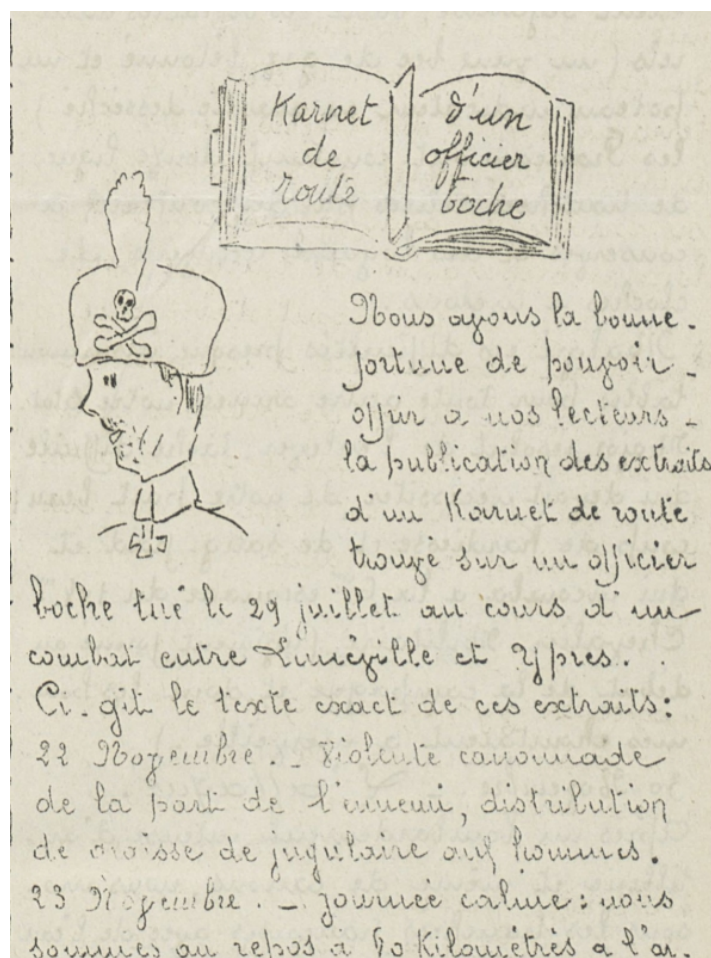 Karnet
de
route
d'un
officier
boche
Nous avons la bonne.
fortune de pouvoir -
offrir a nos lecteurs -
la publication des extraits
d'un Karnet de route
trouvé sur un officier
boche tué le 29 juillet au cours d'un
combat entre Lunéville et Ypres.
Ci-git le texte exact de ces extraits:
22 Novembre. - Violente canonnade
de la part de l'ennemi, distribution
de graisse de jugulaire aux hommes.
23 Novembre. - Journée calme: nous
sommes au repos à 80 Kilomètres a l'ar-